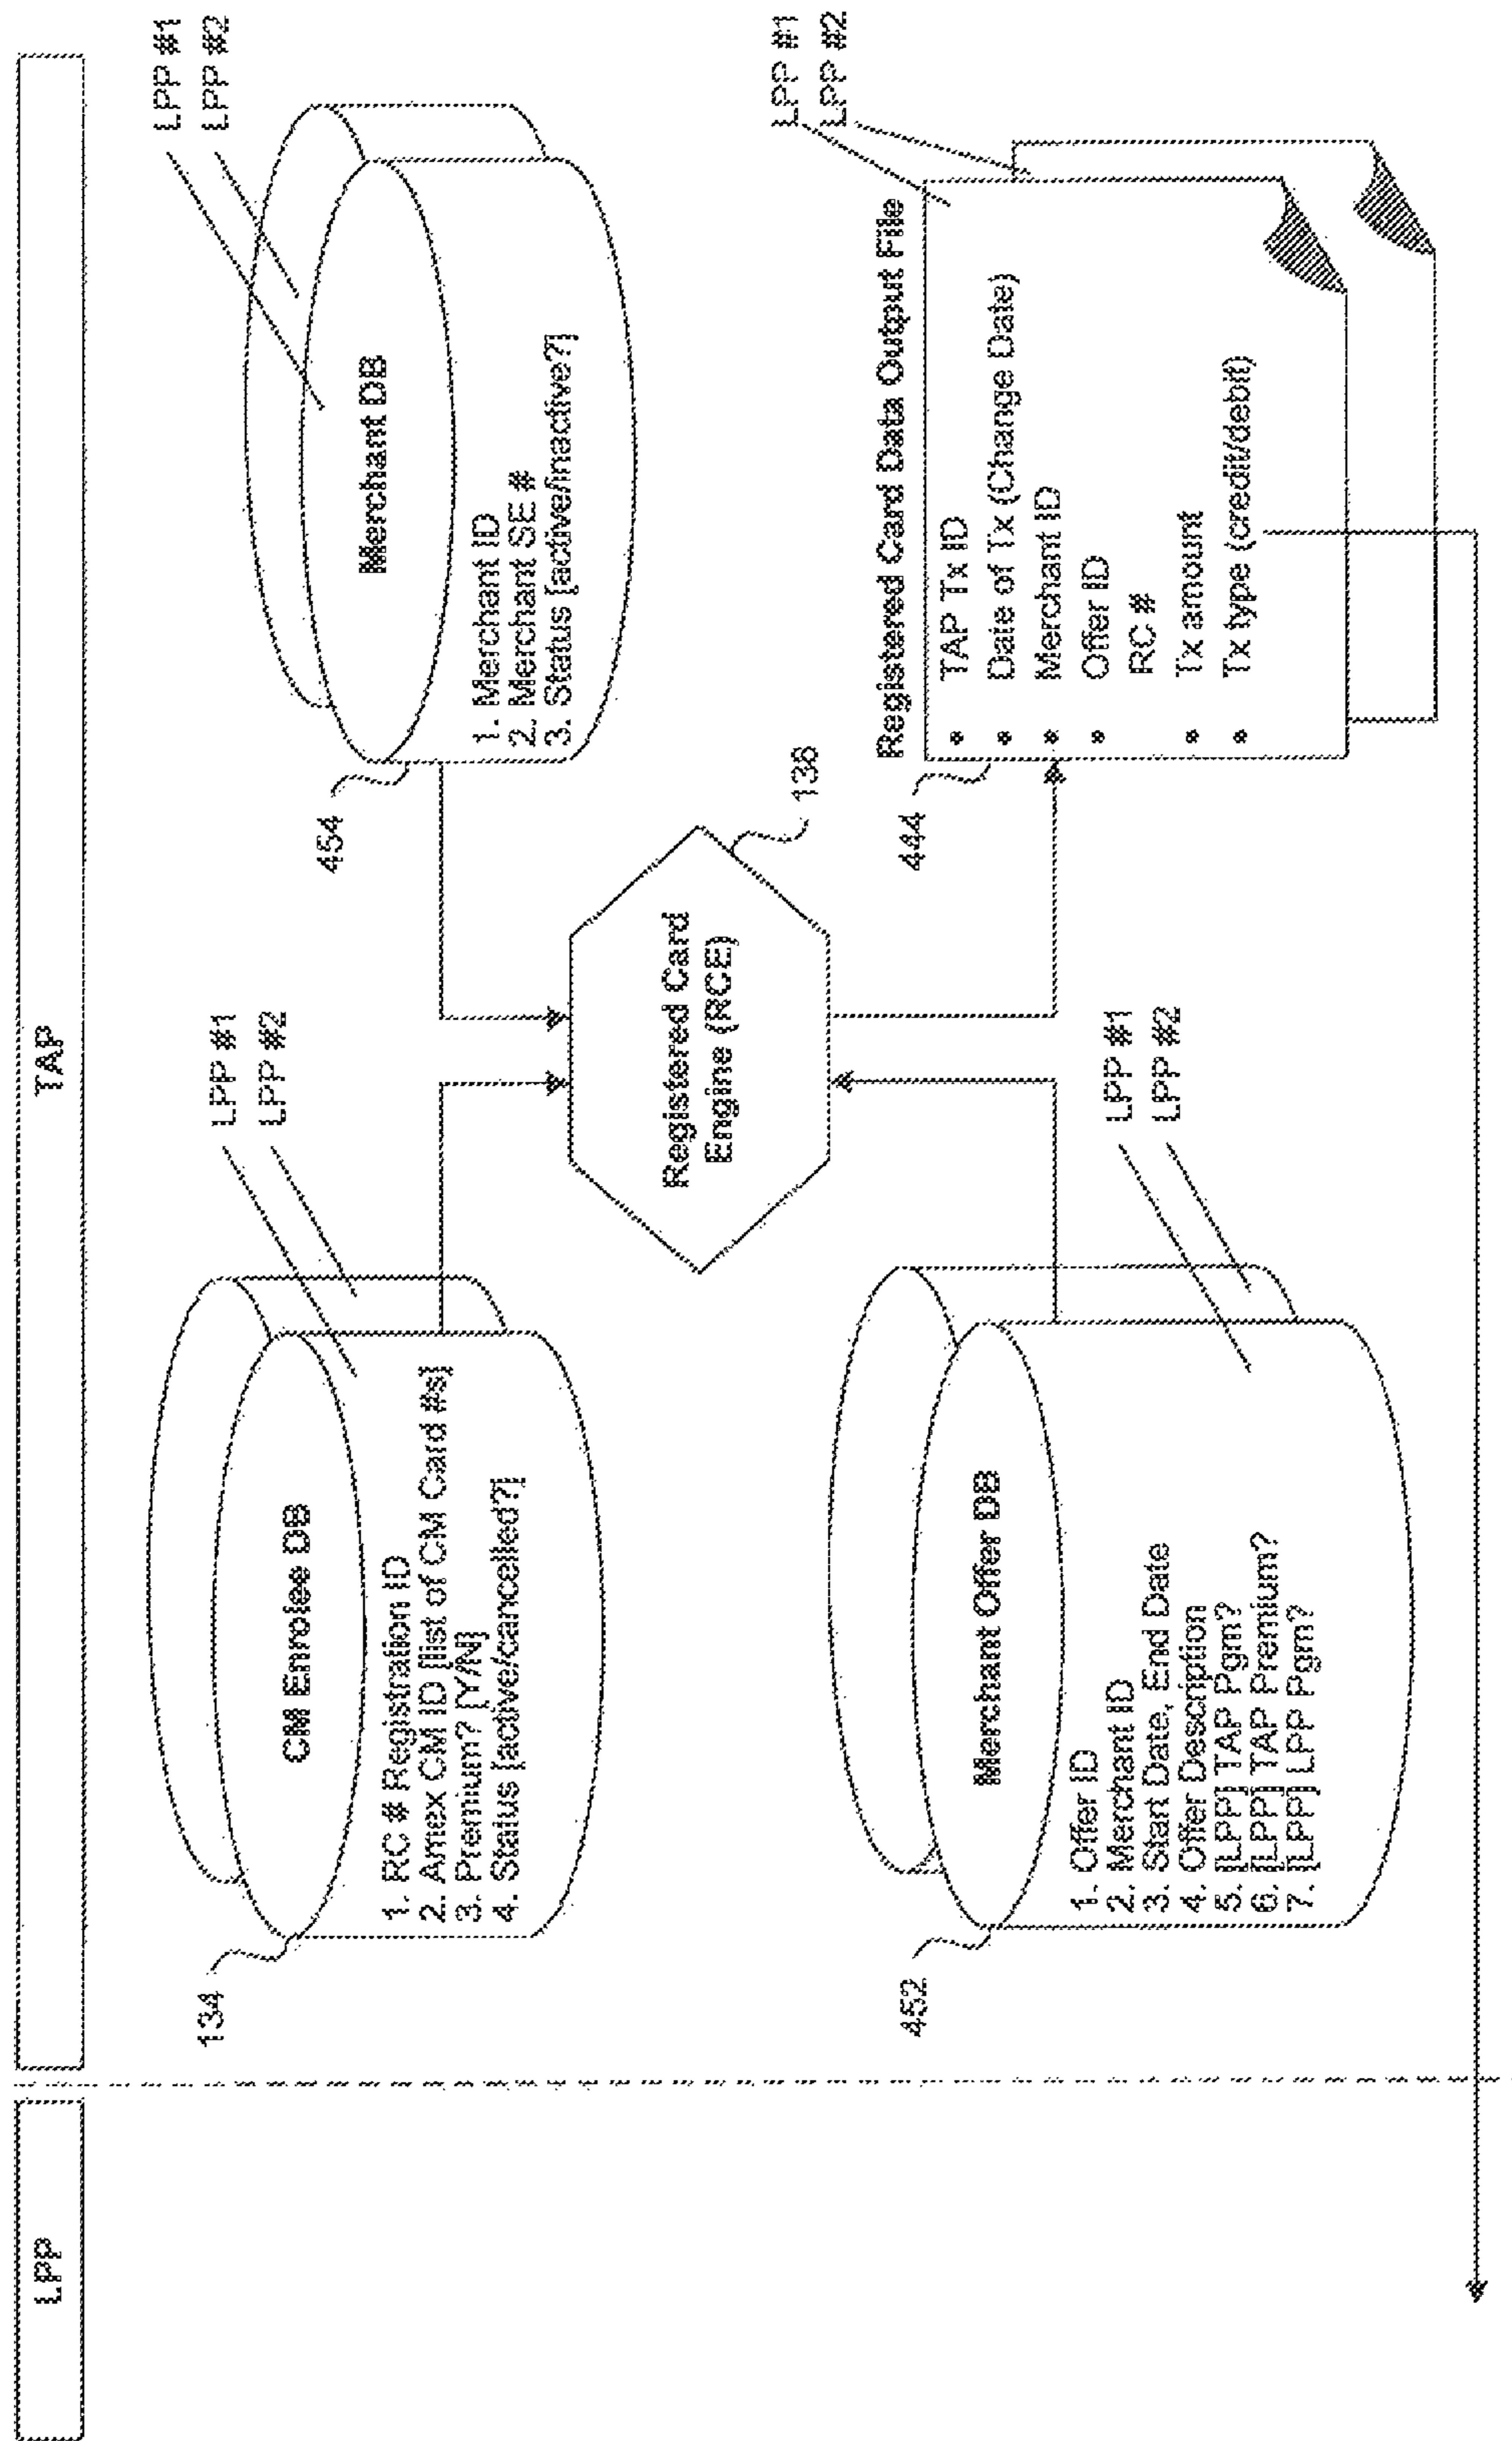 LPP
TAP
LPP #1
LPP #2
CM Enrolee DB
1. RC # Registration ID
2. Amex CM ID [list of CM Card #s]
3. Premium? [Y/N]
4. Status [active/cancelled?]
134
LPP #1
LPP #2
Merchant DB
1. Merchant ID
2. Merchant SE #
3. Status [active/inactive?]
454
Registered Card
Engine (RCE)
138
LPP #1
LPP #2
Merchant Offer DB
1. Offer ID
2. Merchant ID
3. Start Date, End Date
4. Offer Description
5. [LPP] TAP Pgm?
6. [LPP] TAP Premium?
7. [LPP] LPP Pgm?
452
LPP #1
LPP #2
Registered Card Data Output File
• TAP Tx ID
• Date of Tx (Change Date)
• Merchant ID
• Offer ID
RC #
• Tx amount
• Tx type (credit/debit)
444